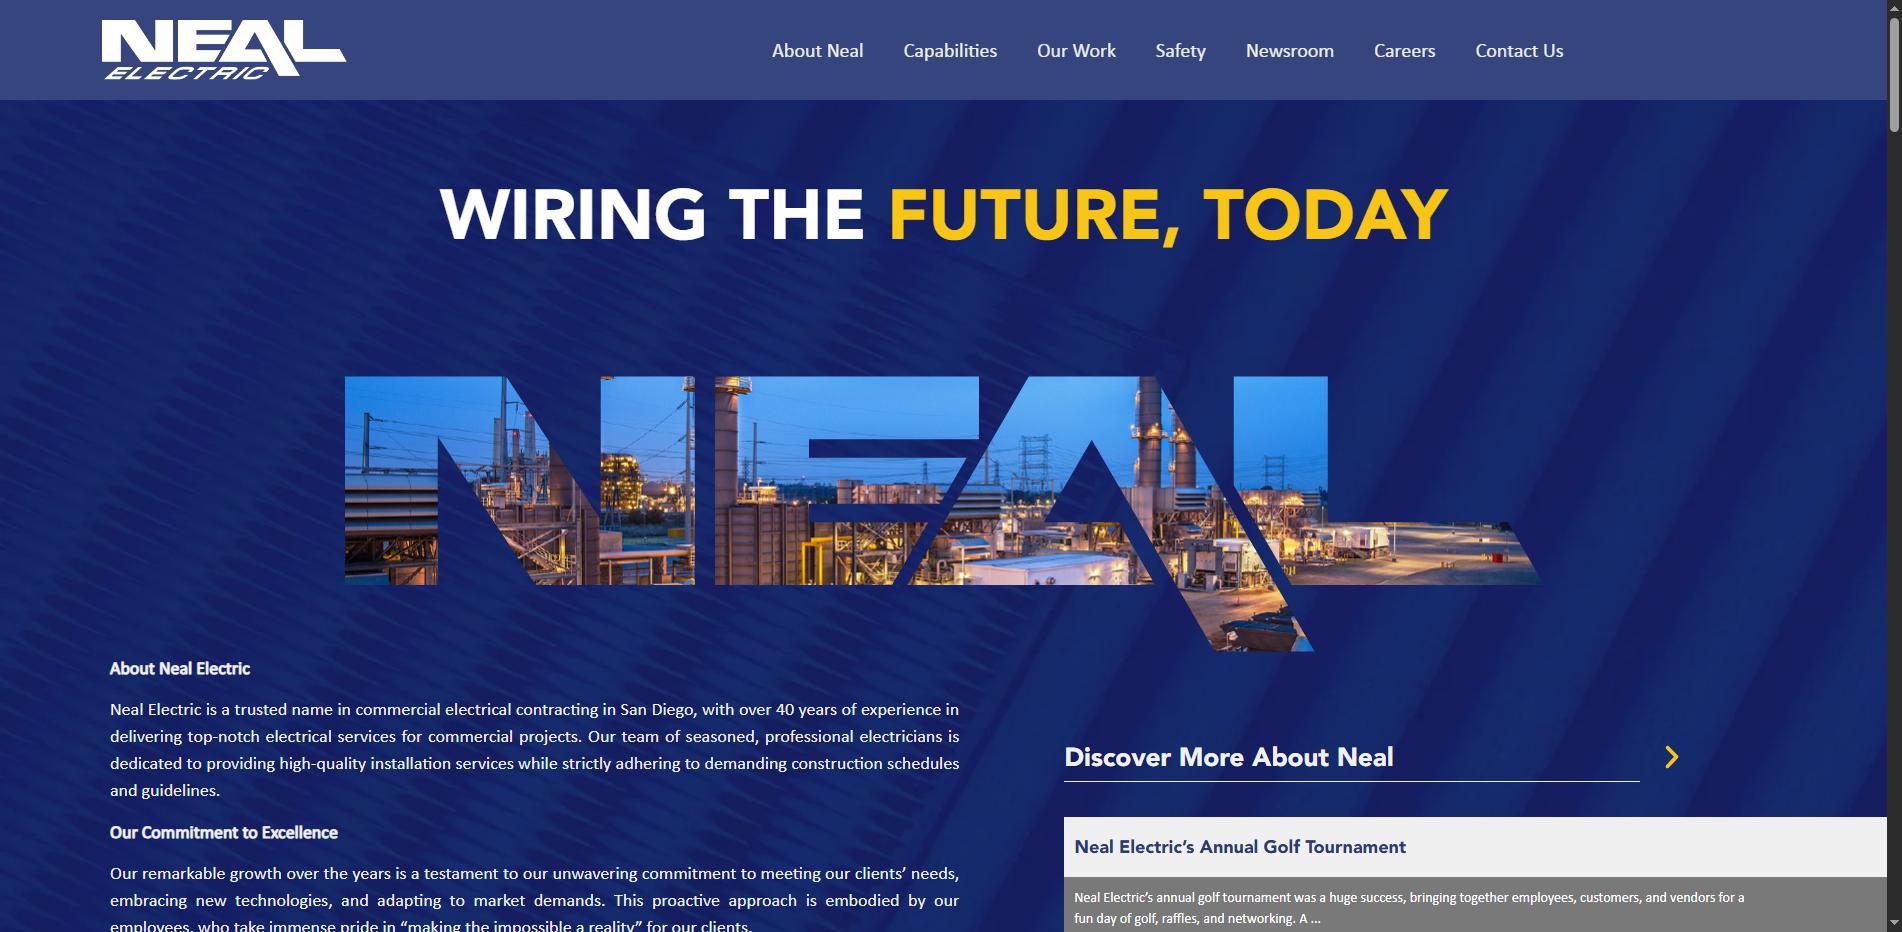 NEAL
ELECTRIC
About Neal
Capabilities
Our Work
Safety
Newsroom
Careers
Contact Us
WIRING THE FUTURE, TODAY
NEAL
About Neal Electric
Neal Electric is a trusted name in commercial electrical contracting in San Diego, with over 40 years of experience in
delivering top-notch electrical services for commercial projects. Our team of seasoned, professional electricians is
dedicated to providing high-quality installation services while strictly adhering to demanding construction schedules
and guidelines.
Our Commitment to Excellence
Our remarkable growth over the years is a testament to our unwavering commitment to meeting our clients’ needs,
embracing new technologies, and adapting to market demands. This proactive approach is embodied by our
employees, who take immense pride in “making the impossible a reality” for our clients.
Discover More About Neal
Neal Electric’s Annual Golf Tournament
Neal Electric’s annual golf tournament was a huge success, bringing together employees, customers, and vendors for a
fun day of golf, raffles, and networking. A ...